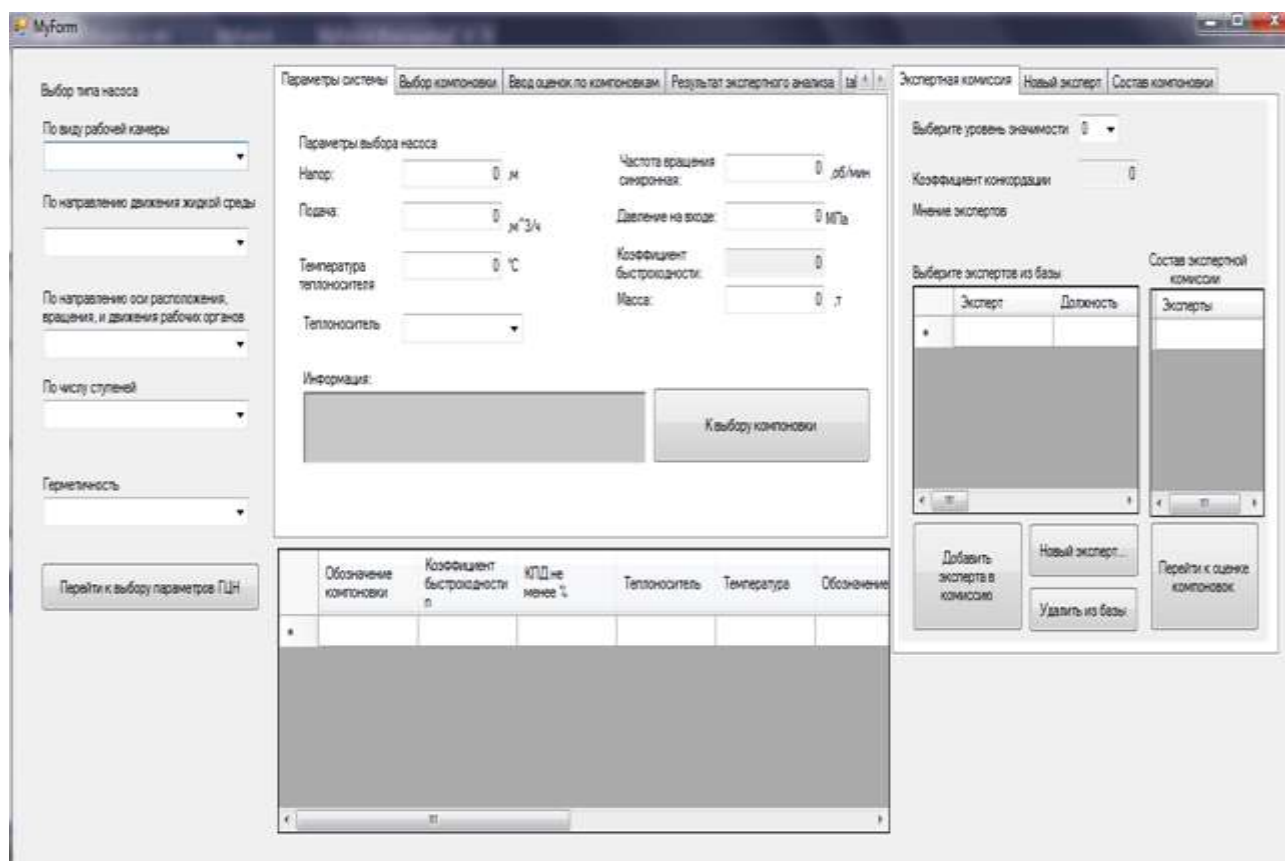 MyForm
Выбор типа насоса
По виду рабочей камеры
По направлению движения жидкой среды
По направлению оси расположения,
вращения, и движения рабочих органов
По числу ступеней
Герметичность
Перейти к выбору параметров ГЦН
Параметры системы
Выбор компоновки
Ввод оценок по компоновкам
Результат экспертного анализа
tal
Параметры выбора насоса
Напор:
0 ,м
Подача:
0 ,м^3/ч
Температура
теплоносителя
0 °C
Теплоноситель
Частота вращения
синхронная:
0 ,об/мин
Давление на входе:
0 МПа
Коэффициент
быстроходности:
0
Масса:
0 ,т
Информация:
К выбору компоновки
Обозначение
компоновки
Коэффициент
быстроходности
n
КПД не
менее %
Теплоноситель
Температура
Обозначение
*
Экспертная комиссия
Новый эксперт
Состав компоновки
Выберите уровень значимости
0
Коэффициент конкордации
0
Мнение экспертов
Выберите экспертов из базы
Эксперт
Должность
*
Состав экспертной
комиссии
Эксперты
Добавить
эксперта в
комиссию
Новый эксперт...
Удалить из базы
Перейти к оценке
компоновок